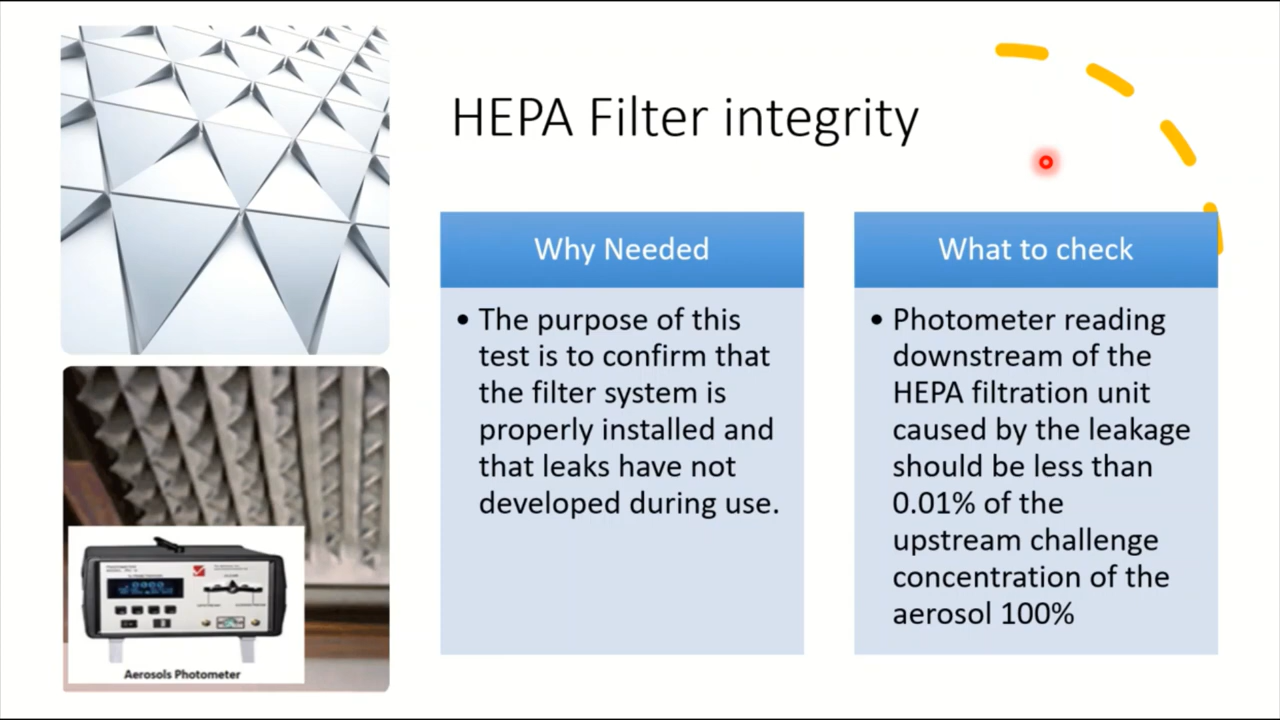 HEPA Filter integrity
Why Needed
• The purpose of this
test is to confirm that
the filter system is
properly installed and
that leaks have not
developed during use.
What to check
• Photometer reading
downstream of the
HEPA filtration unit
caused by the leakage
should be less than
0.01% of the
upstream challenge
concentration of the
aerosol 100%
Aerosols Photometer